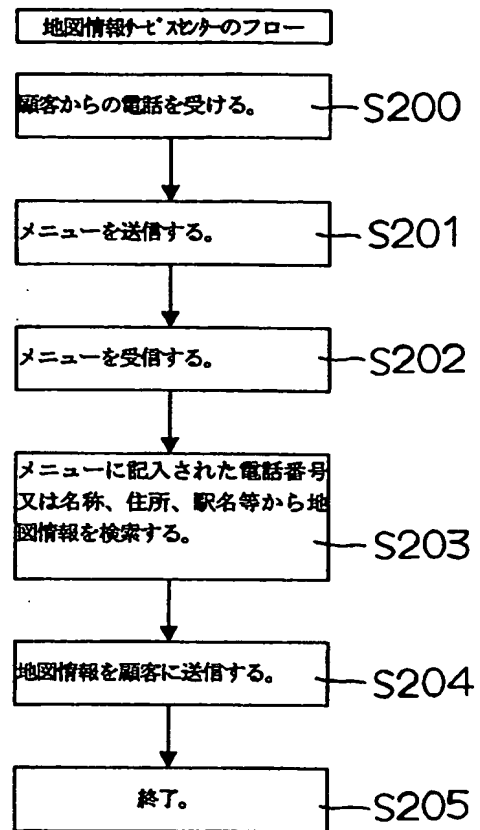 地図情報ｻｰﾋﾞｽｾﾝﾀｰのフロー
顧客からの電話を受ける。
S200
メニューを送信する。
S201
メニューを受信する。
S202
メニューに記入された電話番号
又は名称、住所、駅名等から地
図情報を検索する。
S203
地図情報を顧客に送信する。
S204
終了。
S205